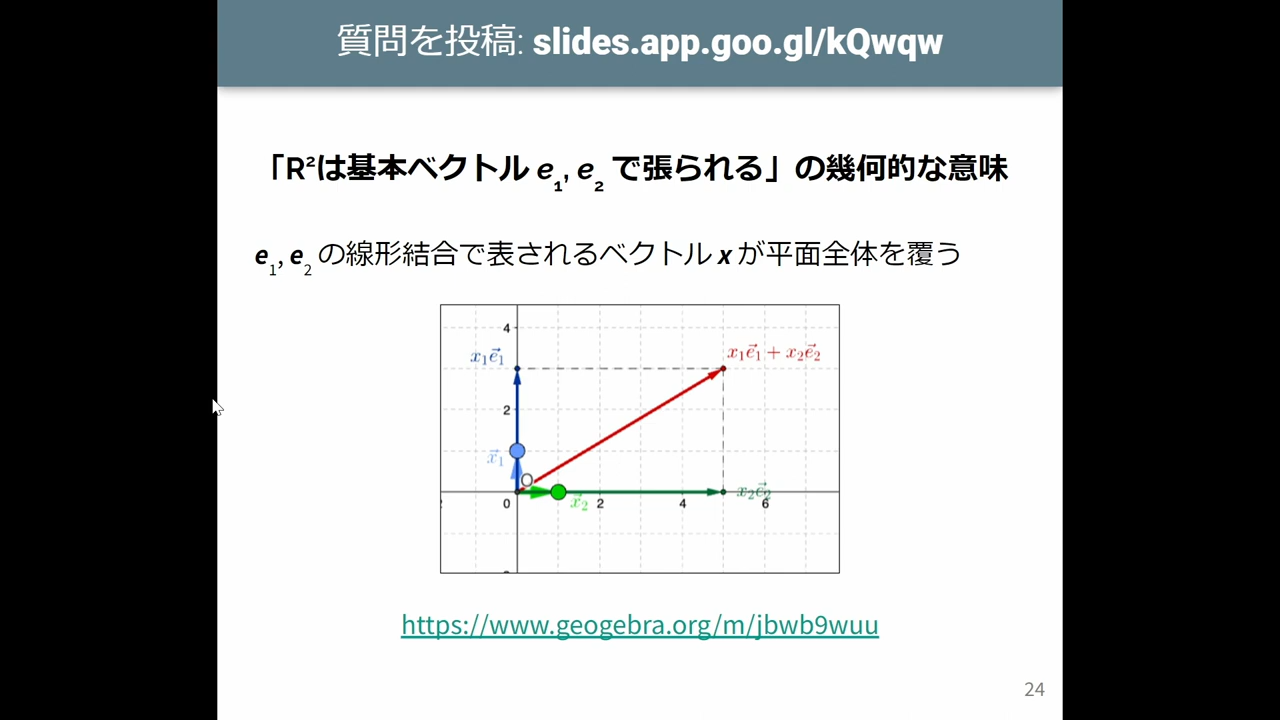 質問を投稿: slides.app.goo.gl/kQwqw
「R²は基本ベクトル e₁, e₂ で張られる」の幾何的な意味
e₁, e₂ の線形結合で表されるベクトル x が平面全体を覆う
4
x₁e⃗₁
x₁e⃗₁ + x₂e⃗₂
2
x⃗₁
O
x⃗₂
x₂e⃗₂
0 2 4 6
https://www.geogebra.org/m/jbwb9wuu
24